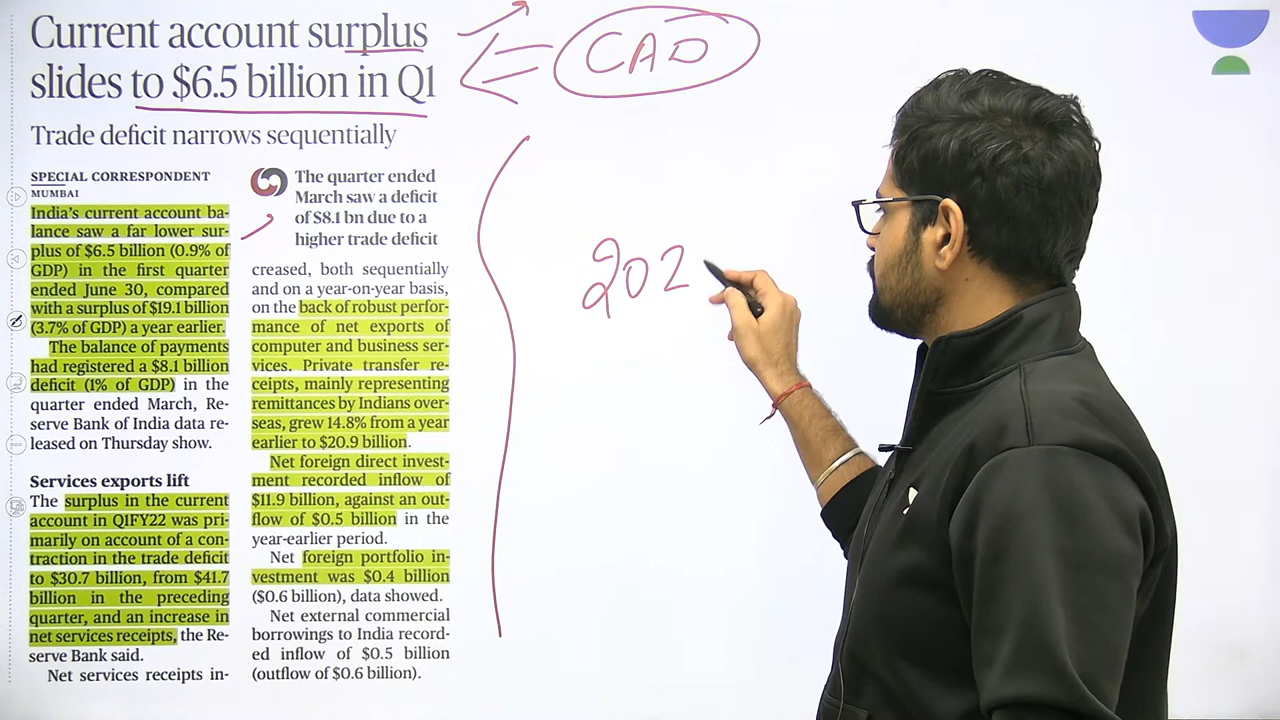 Current account surplus
slides to $6.5 billion in Q1
Trade deficit narrows sequentially
SPECIAL CORRESPONDENT
MUMBAI
India's current account ba-
lance saw a far lower sur-
plus of $6.5 billion (0.9% of
GDP) in the first quarter
ended June 30, compared
with a surplus of $19.1 billion
(3.7% of GDP) a year earlier.
The balance of payments
had registered a $8.1 billion
deficit (1% of GDP) in the
quarter ended March, Re-
serve Bank of India data re-
leased on Thursday show.
Services exports lift
The surplus in the current
account in Q1FY22 was pri-
marily on account of a con-
traction in the trade deficit
to $30.7 billion, from $41.7
billion in the preceding
quarter, and an increase in
net services receipts, the Re-
serve Bank said.
Net services receipts in-
The quarter ended
March saw a deficit
of $8.1 bn due to a
higher trade deficit
creased, both sequentially
and on a year-on-year basis,
on the back of robust perfor-
mance of net exports of
computer and business ser-
vices. Private transfer re-
ceipts, mainly representing
remittances by Indians over-
seas, grew 14.8% from a year
earlier to $20.9 billion.
Net foreign direct invest-
ment recorded inflow of
$11.9 billion, against an out-
flow of $0.5 billion in the
year-earlier period.
Net foreign portfolio in-
vestment was $0.4 billion
($0.6 billion), data showed.
Net external commercial
borrowings to India record-
ed inflow of $0.5 billion
(outflow of $0.6 billion).
CAD
202